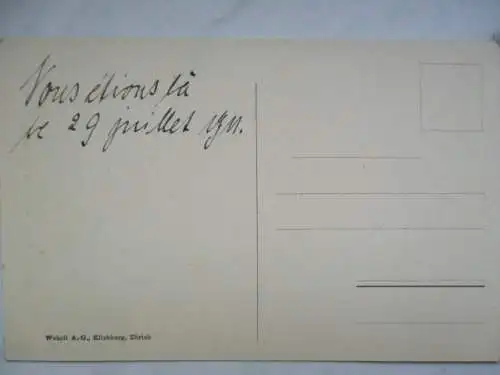 Nous étions là
le 29 juillet 1911.
Wehrli A.-G., Kilchberg, Zürich